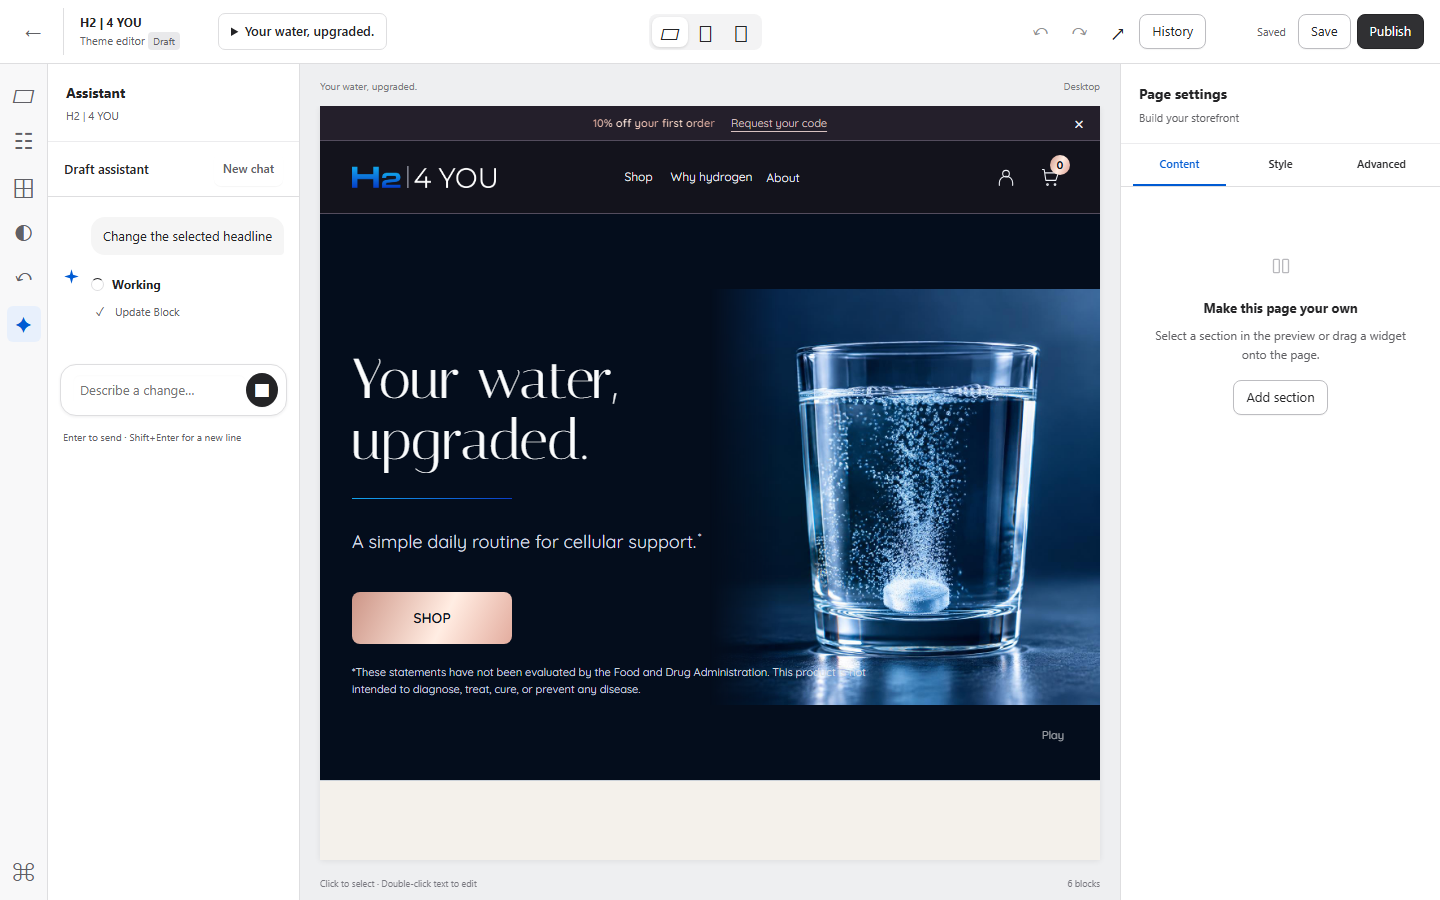 H2 | 4 YOU
Theme editor Draft
Your water, upgraded.
History
Saved
Save
Publish
Assistant
H2 | 4 YOU
Draft assistant
New chat
Change the selected headline
Working
Update Block
Describe a change...
Enter to send · Shift+Enter for a new line
Your water, upgraded.
Desktop
10% off your first order Request your code
H2 | 4 YOU
Shop Why hydrogen About
0
Your water,
upgraded.
A simple daily routine for cellular support.*
SHOP
*These statements have not been evaluated by the Food and Drug Administration. This product is not
intended to diagnose, treat, cure, or prevent any disease.
Play
Click to select · Double-click text to edit
6 blocks
Page settings
Build your storefront
Content Style Advanced
Make this page your own
Select a section in the preview or drag a widget
onto the page.
Add section